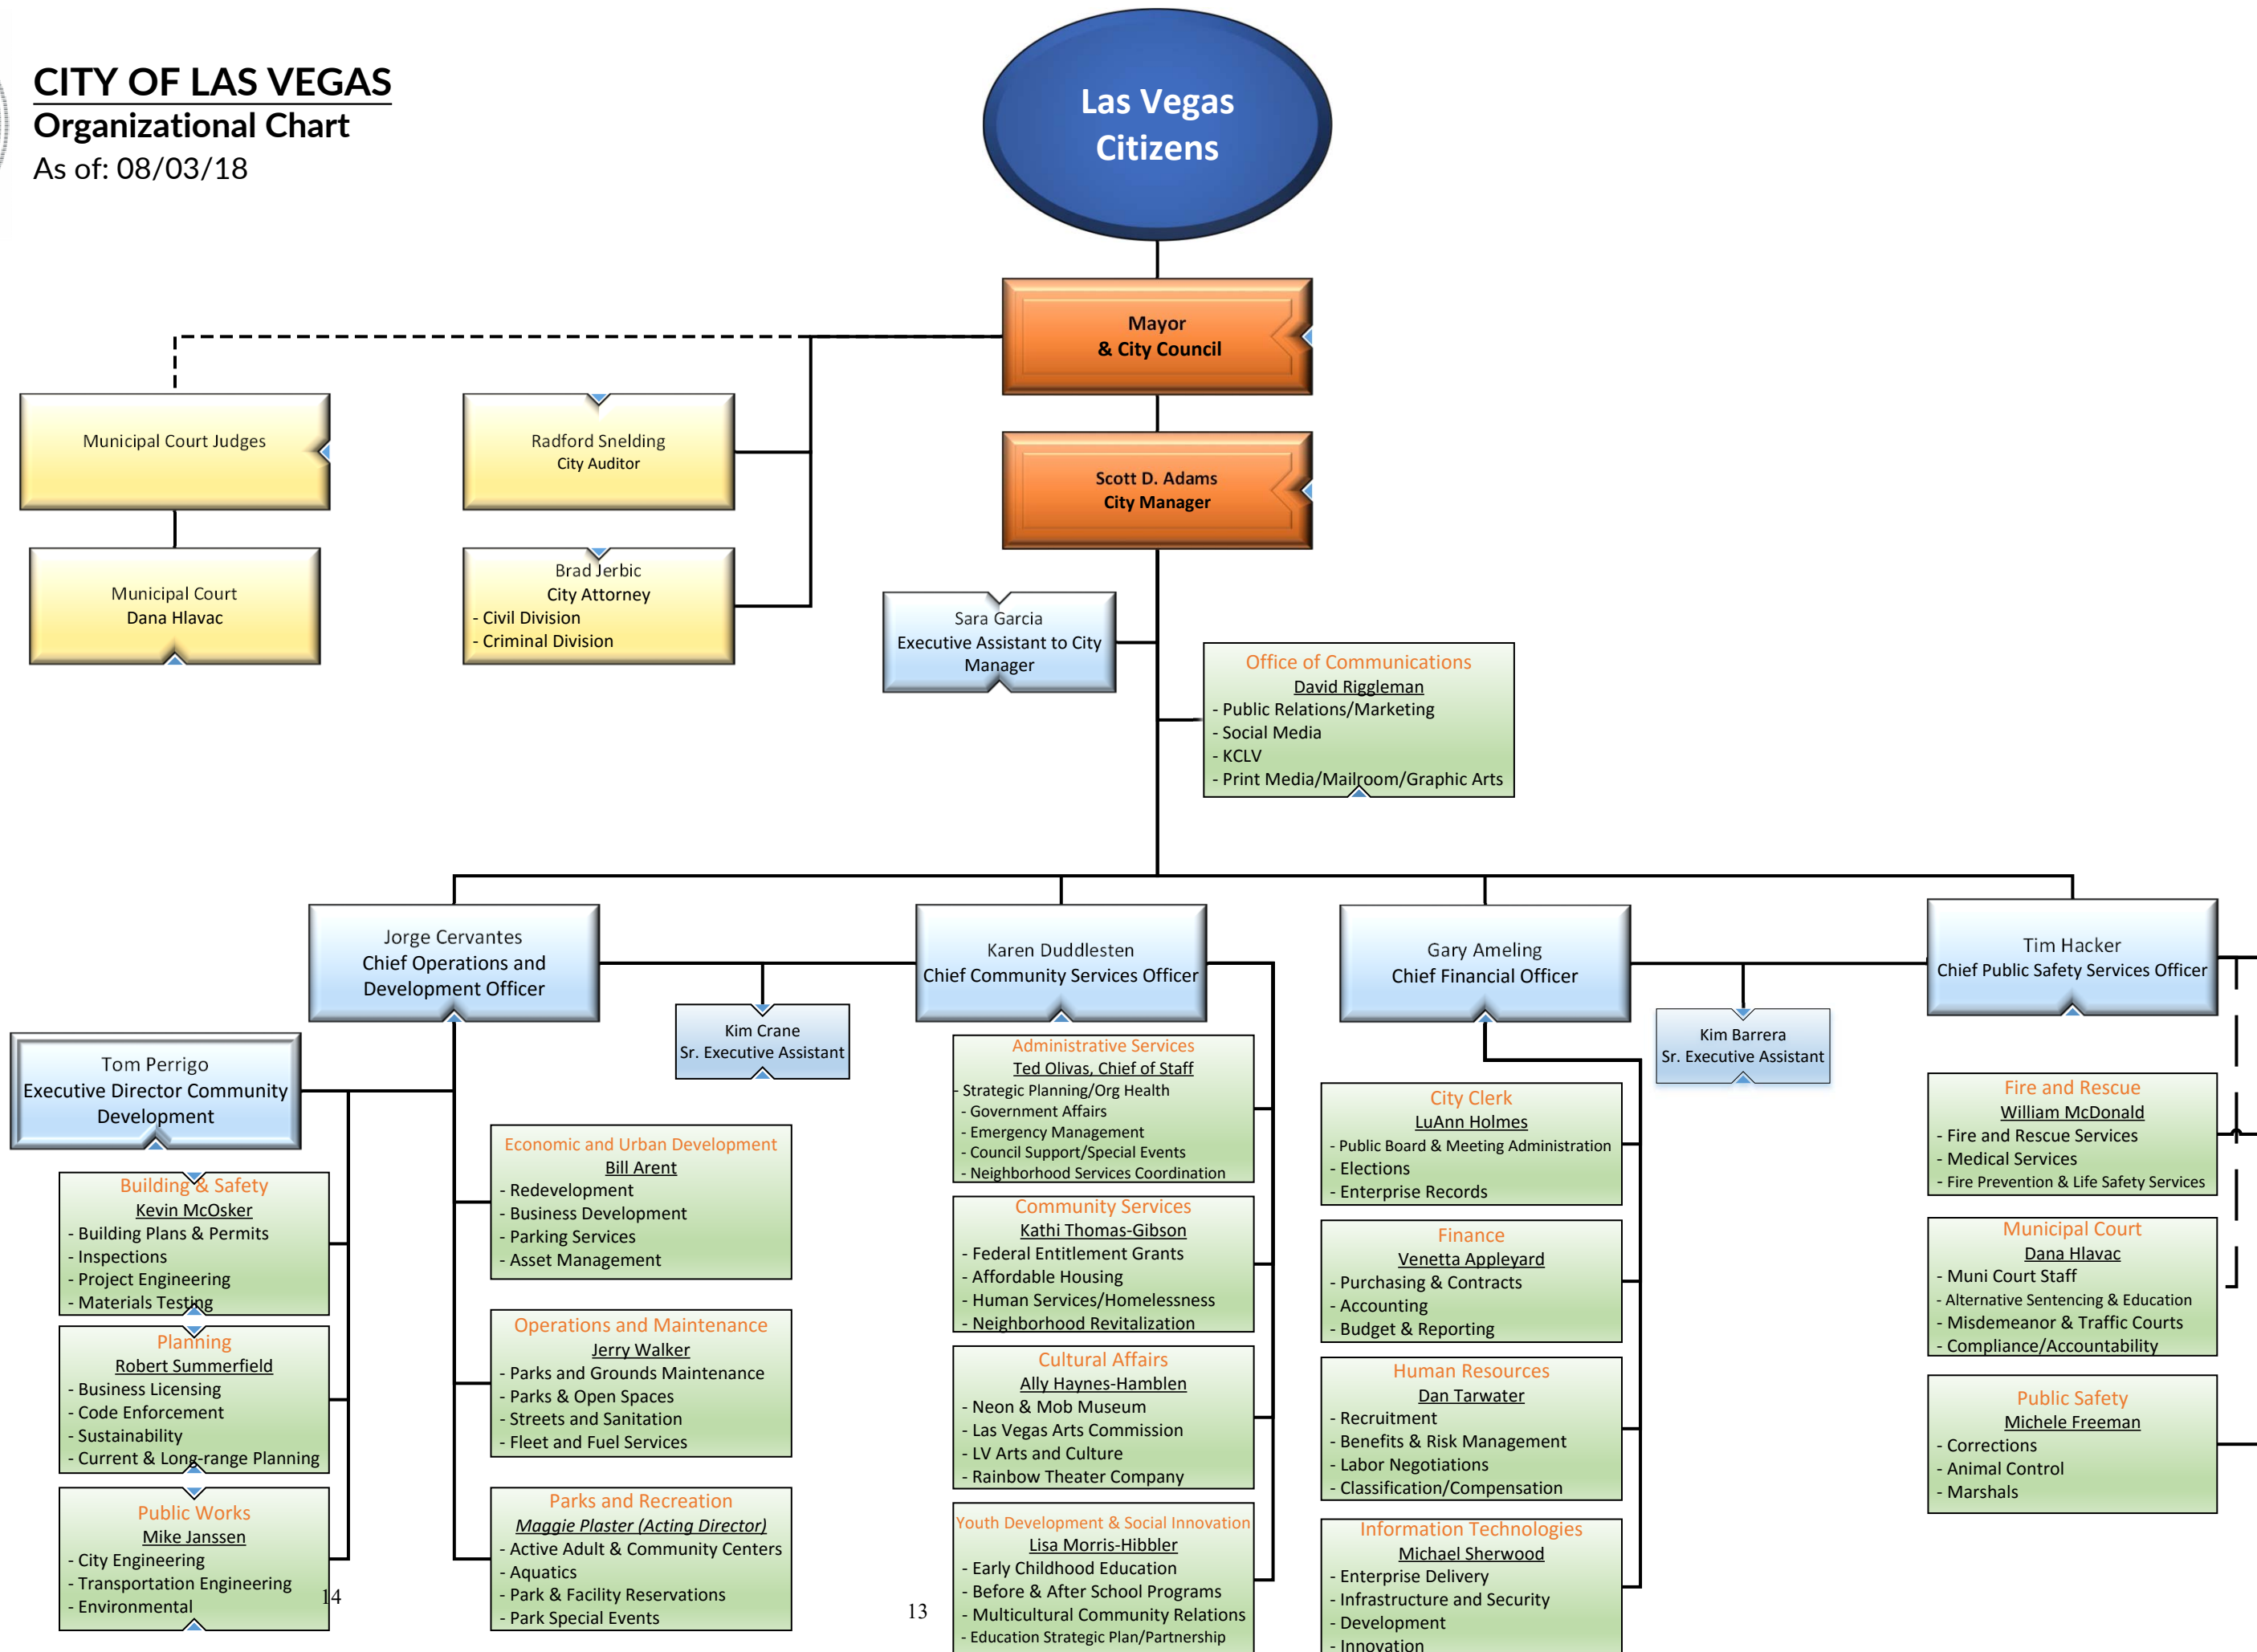 CITY OF LAS VEGAS
Organizational Chart
As of: 08/03/18
Las Vegas
Citizens
Mayor
& City Council
Scott D. Adams
City Manager
Municipal Court Judges
Municipal Court
Dana Hlavac
Radford Snelding
City Auditor
Brad Jerbic
City Attorney
- Civil Division
- Criminal Division
Sara Garcia
Executive Assistant to City
Manager
Office of Communications
David Riggleman
- Public Relations/Marketing
- Social Media
- KCLV
- Print Media/Mailroom/Graphic Arts
Jorge Cervantes
Chief Operations and
Development Officer
Kim Crane
Sr. Executive Assistant
Karen Duddlesten
Chief Community Services Officer
Gary Ameling
Chief Financial Officer
Kim Barrera
Sr. Executive Assistant
Tim Hacker
Chief Public Safety Services Officer
Tom Perrigo
Executive Director Community
Development
Building & Safety
Kevin McOsker
- Building Plans & Permits
- Inspections
- Project Engineering
- Materials Testing
Planning
Robert Summerfield
- Business Licensing
- Code Enforcement
- Sustainability
- Current & Long-range Planning
Public Works
Mike Janssen
- City Engineering
- Transportation Engineering
- Environmental
14
Economic and Urban Development
Bill Arent
- Redevelopment
- Business Development
- Parking Services
- Asset Management
Operations and Maintenance
Jerry Walker
- Parks and Grounds Maintenance
- Parks & Open Spaces
- Streets and Sanitation
- Fleet and Fuel Services
Parks and Recreation
Maggie Plaster (Acting Director)
- Active Adult & Community Centers
- Aquatics
- Park & Facility Reservations
- Park Special Events
13
Administrative Services
Ted Olivas, Chief of Staff
- Strategic Planning/Org Health
- Government Affairs
- Emergency Management
- Council Support/Special Events
- Neighborhood Services Coordination
Community Services
Kathi Thomas-Gibson
- Federal Entitlement Grants
- Affordable Housing
- Human Services/Homelessness
- Neighborhood Revitalization
Cultural Affairs
Ally Haynes-Hamblen
- Neon & Mob Museum
- Las Vegas Arts Commission
- LV Arts and Culture
- Rainbow Theater Company
Youth Development & Social Innovation
Lisa Morris-Hibbler
- Early Childhood Education
- Before & After School Programs
- Multicultural Community Relations
- Education Strategic Plan/Partnership
City Clerk
LuAnn Holmes
- Public Board & Meeting Administration
- Elections
- Enterprise Records
Finance
Venetta Appleyard
- Purchasing & Contracts
- Accounting
- Budget & Reporting
Human Resources
Dan Tarwater
- Recruitment
- Benefits & Risk Management
- Labor Negotiations
- Classification/Compensation
Information Technologies
Michael Sherwood
- Enterprise Delivery
- Infrastructure and Security
- Development
- Innovation
Fire and Rescue
William McDonald
- Fire and Rescue Services
- Medical Services
- Fire Prevention & Life Safety Services
Municipal Court
Dana Hlavac
- Muni Court Staff
- Alternative Sentencing & Education
- Misdemeanor & Traffic Courts
- Compliance/Accountability
Public Safety
Michele Freeman
- Corrections
- Animal Control
- Marshals